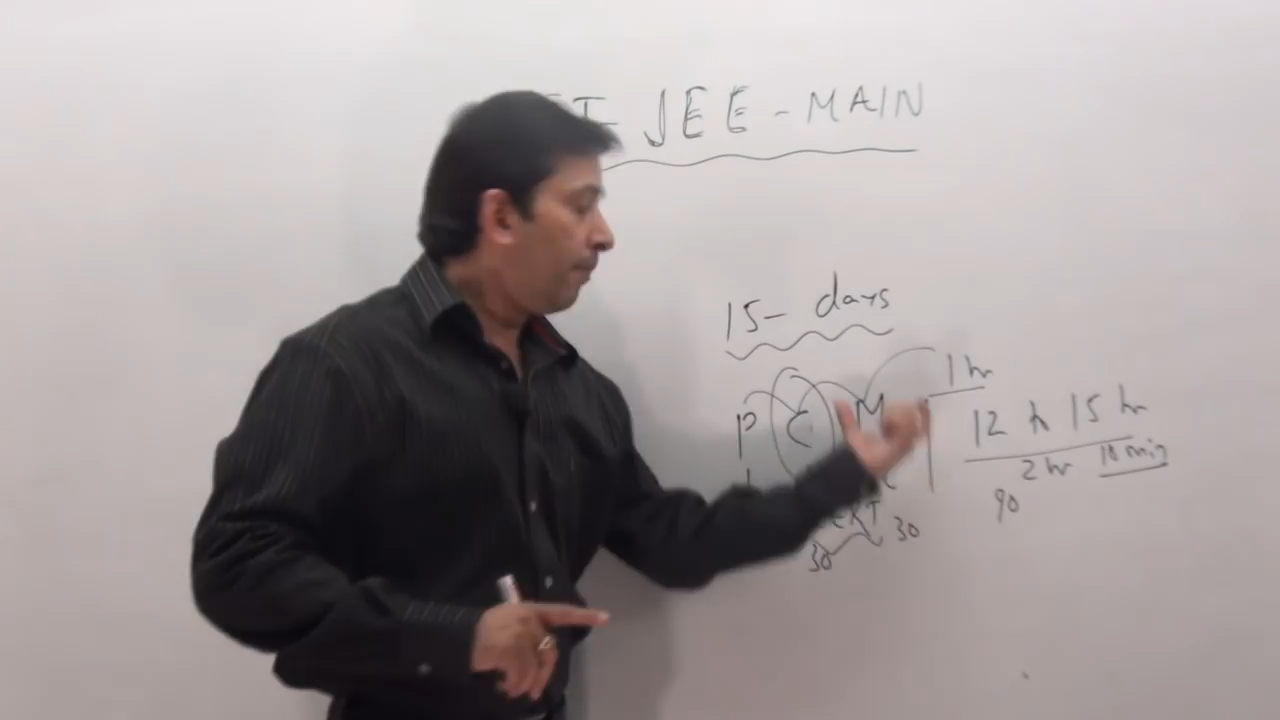 JEE - MAIN
15- days
1 hr
P C M
12 h 15 hr
2 hr 10 min
90
30 30